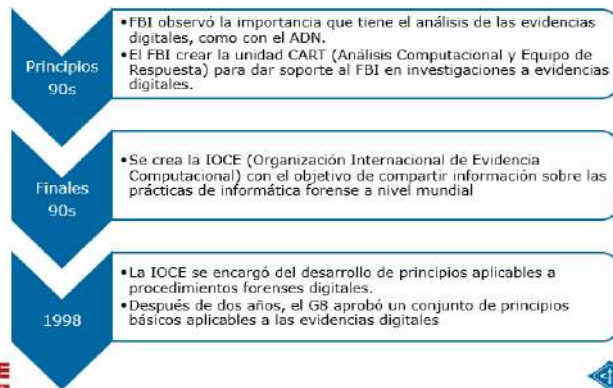 Principios
90s
•FBI observó la importancia que tiene el análisis de las evidencias
digitales, como con el ADN.
•El FBI crear la unidad CART (Análisis Computacional y Equipo de
Respuesta) para dar soporte al FBI en investigaciones a evidencias
digitales.
Finales
90s
•Se crea la IOCE (Organización Internacional de Evidencia
Computacional) con el objetivo de compartir información sobre las
prácticas de informática forense a nivel mundial
1998
•La IOCE se encargó del desarrollo de principios aplicables a
procedimientos forenses digitales.
•Después de dos años, el G8 aprobó un conjunto de principios
básicos aplicables a las evidencias digitales